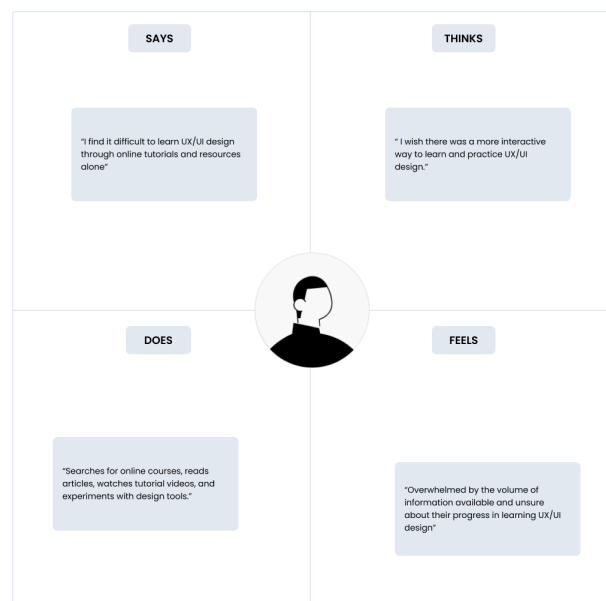 SAYS
THINKS
"I find it difficult to learn UX/UI design
through online tutorials and resources
alone"
" I wish there was a more interactive
way to learn and practice UX/UI
design."
DOES
FEELS
"Searches for online courses, reads
articles, watches tutorial videos, and
experiments with design tools."
"Overwhelmed by the volume of
information available and unsure
about their progress in learning UX/UI
design"